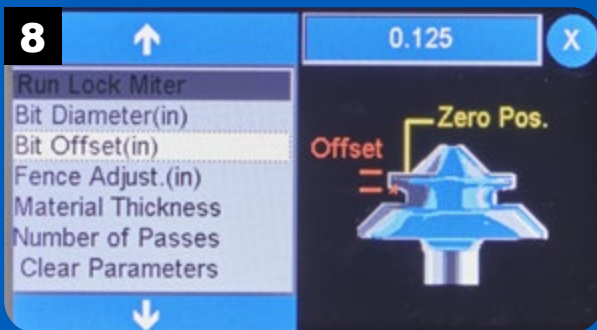 8
0.125
X
Run Lock Miter
Bit Diameter(in)
Bit Offset(in)
Fence Adjust.(in)
Material Thickness
Number of Passes
Clear Parameters
Zero Pos.
Offset